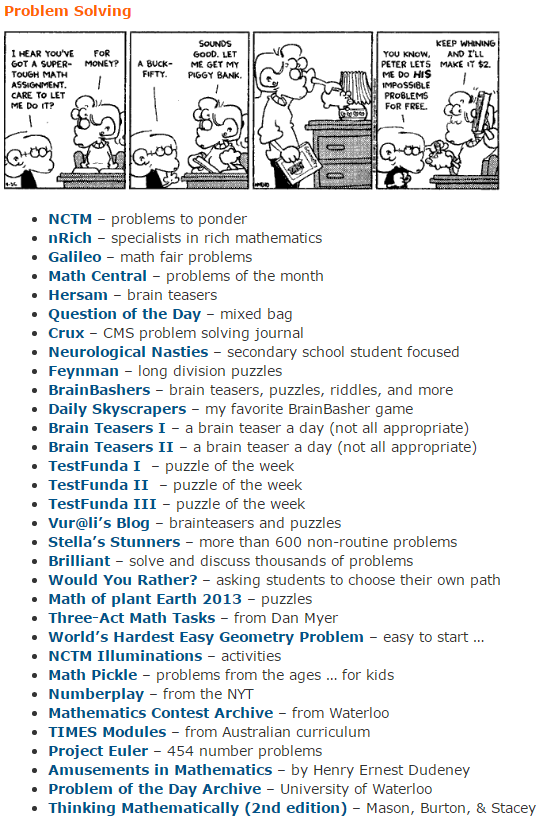 Problem Solving
I HEAR YOU'VE
GOT A SUPER-
TOUGH MATH
ASSIGNMENT.
CARE TO LET
ME DO IT?
FOR
MONEY?
A BUCK-
FIFTY.
SOUNDS
GOOD. LET
ME GET MY
PIGGY BANK.
YOU KNOW,
PETER LETS
ME DO HIS
IMPOSSIBLE
PROBLEMS
FOR FREE.
KEEP WHINING
AND I'LL
MAKE IT $2.
• NCTM – problems to ponder
• nRich – specialists in rich mathematics
• Galileo – math fair problems
• Math Central – problems of the month
• Hersam – brain teasers
• Question of the Day – mixed bag
• Crux – CMS problem solving journal
• Neurological Nasties – secondary school student focused
• Feynman – long division puzzles
• BrainBashers – brain teasers, puzzles, riddles, and more
• Daily Skyscrapers – my favorite BrainBasher game
• Brain Teasers I – a brain teaser a day (not all appropriate)
• Brain Teasers II – a brain teaser a day (not all appropriate)
• TestFunda I – puzzle of the week
• TestFunda II – puzzle of the week
• TestFunda III – puzzle of the week
• Vur@li's Blog – brainteasers and puzzles
• Stella's Stunners – more than 600 non-routine problems
• Brilliant – solve and discuss thousands of problems
• Would You Rather? – asking students to choose their own path
• Math of plant Earth 2013 – puzzles
• Three-Act Math Tasks – from Dan Myer
• World's Hardest Easy Geometry Problem – easy to start …
• NCTM Illuminations – activities
• Math Pickle – problems from the ages … for kids
• Numberplay – from the NYT
• Mathematics Contest Archive – from Waterloo
• TIMES Modules – from Australian curriculum
• Project Euler – 454 number problems
• Amusements in Mathematics – by Henry Ernest Dudeney
• Problem of the Day Archive – University of Waterloo
• Thinking Mathematically (2nd edition) – Mason, Burton, & Stacey